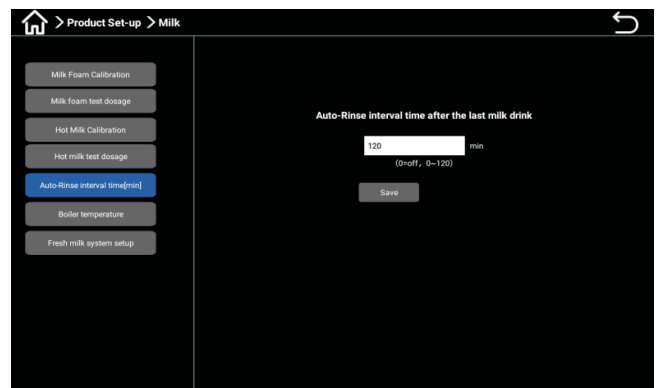 > Product Set-up > Milk
Milk Foam Calibration
Milk foam test dosage
Hot Milk Calibration
Hot milk test dosage
Auto-Rinse interval time[min]
Boiler temperature
Fresh milk system setup
Auto-Rinse interval time after the last milk drink
120 min
(0=off, 0~120)
Save